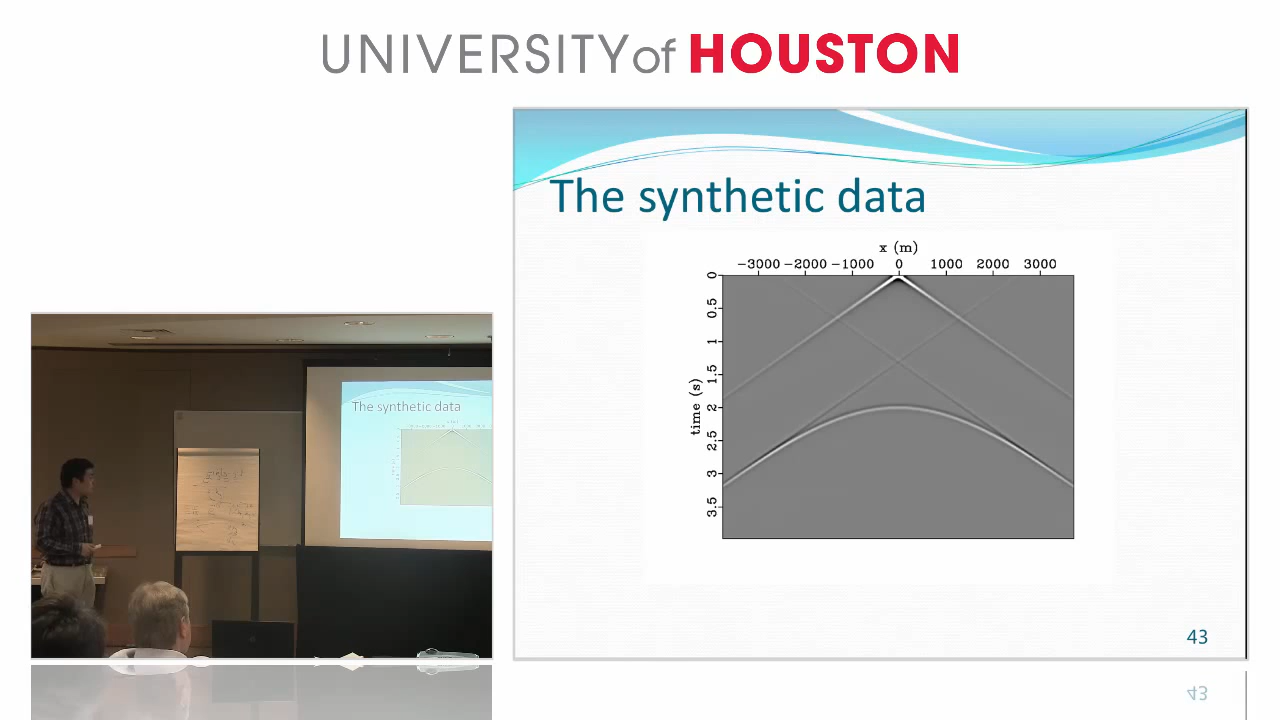 UNIVERSITY of HOUSTON
The synthetic data
x (m)
−3000 −2000 −1000 0 1000 2000 3000
0
0.5
1
1.5
2
2.5
3
3.5
time (s)
The synthetic data
43
43